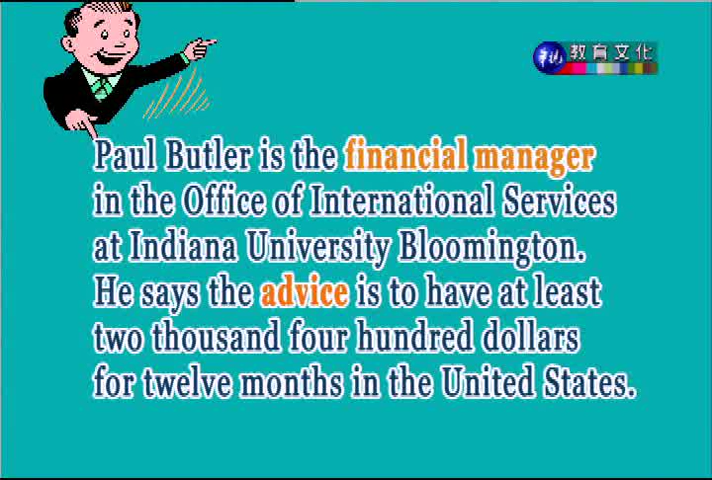 教育文化
Paul Butler is the financial manager
in the Office of International Services
at Indiana University Bloomington.
He says the advice is to have at least
two thousand four hundred dollars
for twelve months in the United States.